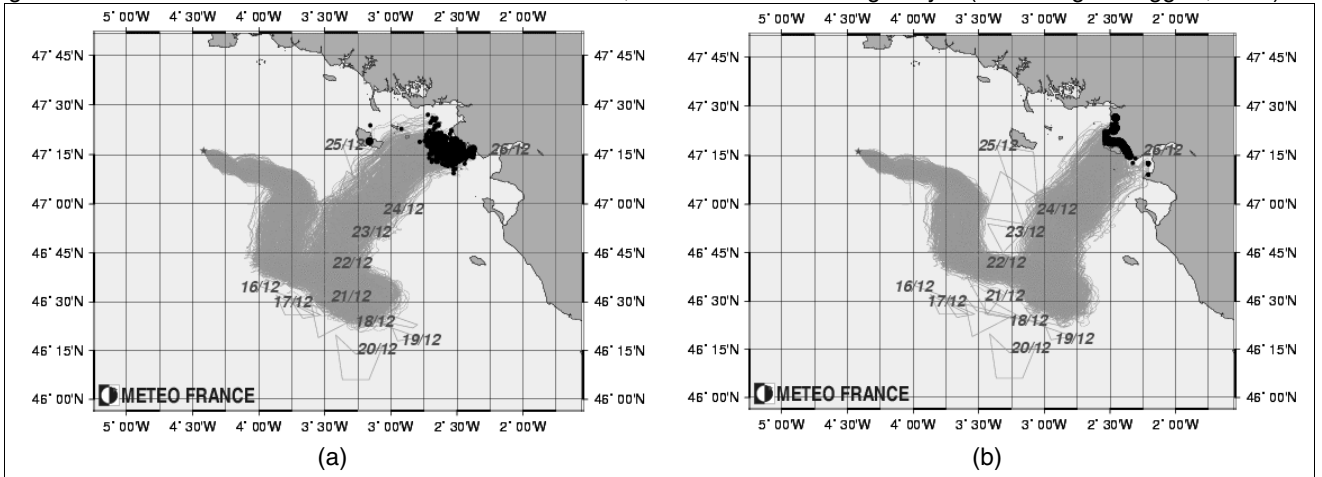 5˚ 00'W 4˚ 30'W 4˚ 00'W 3˚ 30'W 3˚ 00'W 2˚ 30'W 2˚ 00'W
47˚ 45'N 47˚ 45'N
47˚ 30'N 47˚ 30'N
25/12 26/12
47˚ 15'N 47˚ 15'N
47˚ 00'N 24/12 47˚ 00'N
23/12
46˚ 45'N 22/12 46˚ 45'N
16/12
46˚ 30'N 17/12 21/12 46˚ 30'N
18/12
19/12
46˚ 15'N 20/12 46˚ 15'N
METEO FRANCE
46˚ 00'N 46˚ 00'N
5˚ 00'W 4˚ 30'W 4˚ 00'W 3˚ 30'W 3˚ 00'W 2˚ 30'W 2˚ 00'W
(a)
5˚ 00'W 4˚ 30'W 4˚ 00'W 3˚ 30'W 3˚ 00'W 2˚ 30'W 2˚ 00'W
47˚ 45'N 47˚ 45'N
47˚ 30'N 47˚ 30'N
25/12 26/12
47˚ 15'N 47˚ 15'N
47˚ 00'N 24/12 47˚ 00'N
23/12
46˚ 45'N 22/12 46˚ 45'N
16/12
46˚ 30'N 17/12 21/12 46˚ 30'N
18/12
19/12
46˚ 15'N 20/12 46˚ 15'N
METEO FRANCE
46˚ 00'N 46˚ 00'N
5˚ 00'W 4˚ 30'W 4˚ 00'W 3˚ 30'W 3˚ 00'W 2˚ 30'W 2˚ 00'W
(b)